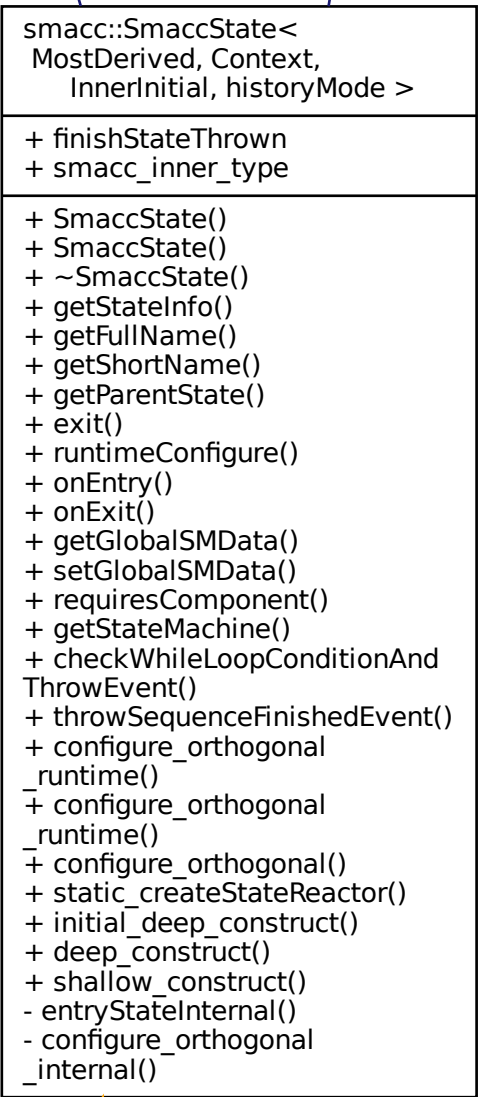 smacc::SmaccState<
MostDerived, Context,
InnerInitial, historyMode >
+ finishStateThrown
+ smacc_inner_type
+ SmaccState()
+ SmaccState()
+ ~SmaccState()
+ getStateInfo()
+ getFullName()
+ getShortName()
+ getParentState()
+ exit()
+ runtimeConfigure()
+ onEntry()
+ onExit()
+ getGlobalSMData()
+ setGlobalSMData()
+ requiresComponent()
+ getStateMachine()
+ checkWhileLoopConditionAnd
ThrowEvent()
+ throwSequenceFinishedEvent()
+ configure_orthogonal
_runtime()
+ configure_orthogonal
_runtime()
+ configure_orthogonal()
+ static_createStateReactor()
+ initial_deep_construct()
+ deep_construct()
+ shallow_construct()
- entryStateInternal()
- configure_orthogonal
_internal()